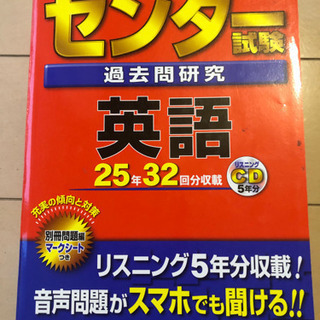 センター
試験
過去問研究
英語
25年32回分収載
リスニング
CD
5年分
充実の傾向と対策
別冊問題編
マークシート
つき
リスニング5年分収載!
音声問題がスマホでも聞ける!!